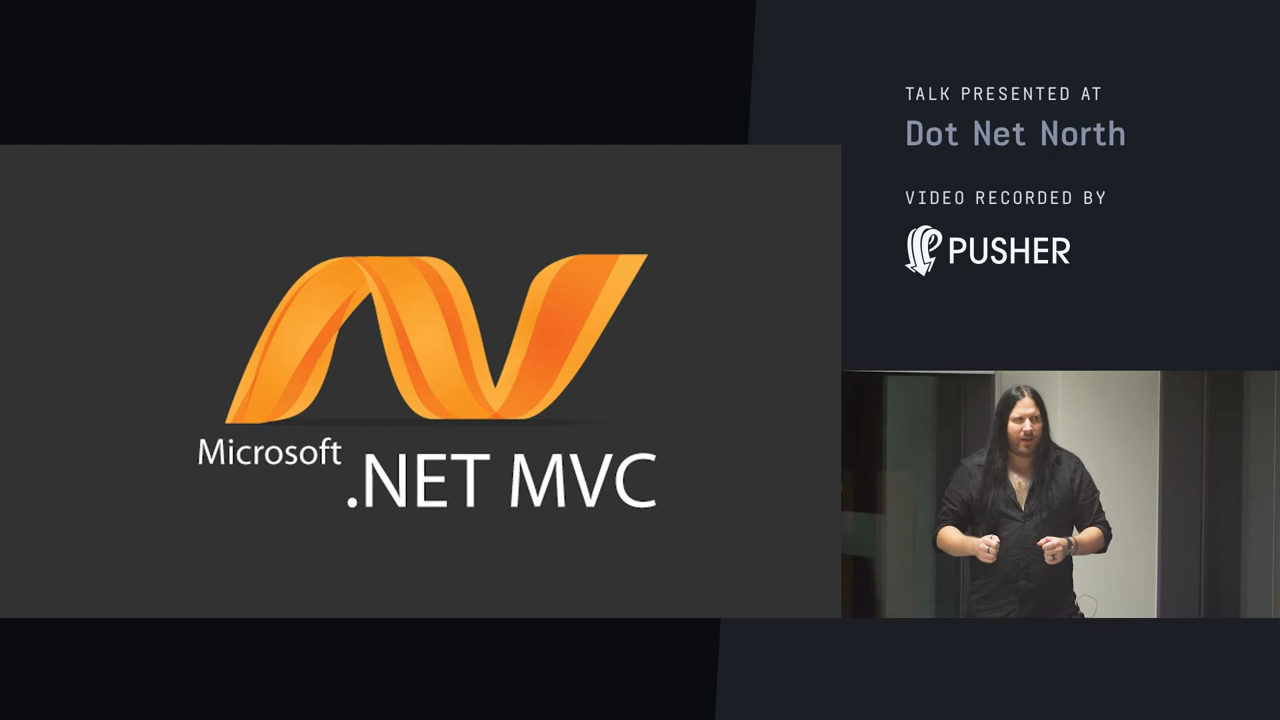 TALK PRESENTED AT
Dot Net North
VIDEO RECORDED BY
PUSHER
Microsoft
.NET MVC